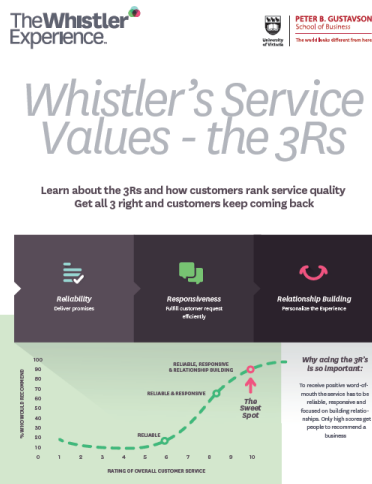 TheWhistler
Experience.™
University
of Victoria
PETER B. GUSTAVSON
School of Business
The world looks different from here
Whistler's Service
Values - the 3Rs
Learn about the 3Rs and how customers rank service quality
Get all 3 right and customers keep coming back
Reliability
Deliver promises
Responsiveness
Fulfill customer request
efficiently
Relationship Building
Personalize the Experience
% WHO WOULD RECOMMEND
100
90
80
70
60
50
40
30
20
10
0 1 2 3 4 5 6 7 8 9 10
RATING OF OVERALL CUSTOMER SERVICE
RELIABLE, RESPONSIVE
& RELATIONSHIP BUILDING
RELIABLE & RESPONSIVE
RELIABLE
The
Sweet
Spot
Why acing the 3R's
is so important:
To receive positive word-of-
mouth the service has to be
reliable, responsive and
focused on building relatio-
nships. Only high scores get
people to recommend a
business